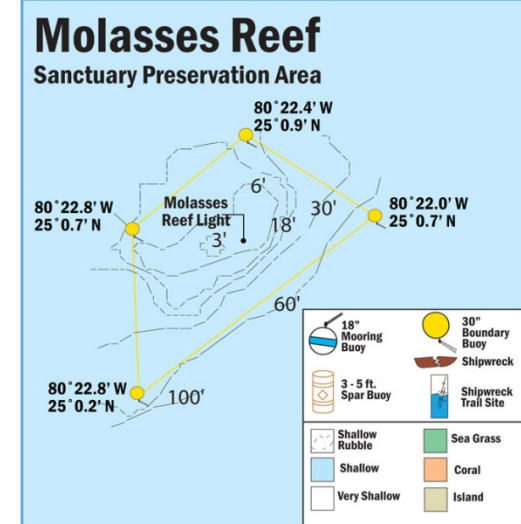 Molasses Reef
Sanctuary Preservation Area
80°22.4' W
25°0.9' N
6'
80°22.8' W
25°0.7' N
Molasses
Reef Light
3'
18'
30'
80°22.0' W
25°0.7' N
60'
80°22.8' W
25°0.2' N
100'
18"
Mooring
Buoy
30"
Boundary
Buoy
Shipwreck
3 - 5 ft.
Spar Buoy
Shipwreck
Trail Site
Shallow
Rubble
Sea Grass
Shallow
Coral
Very Shallow
Island